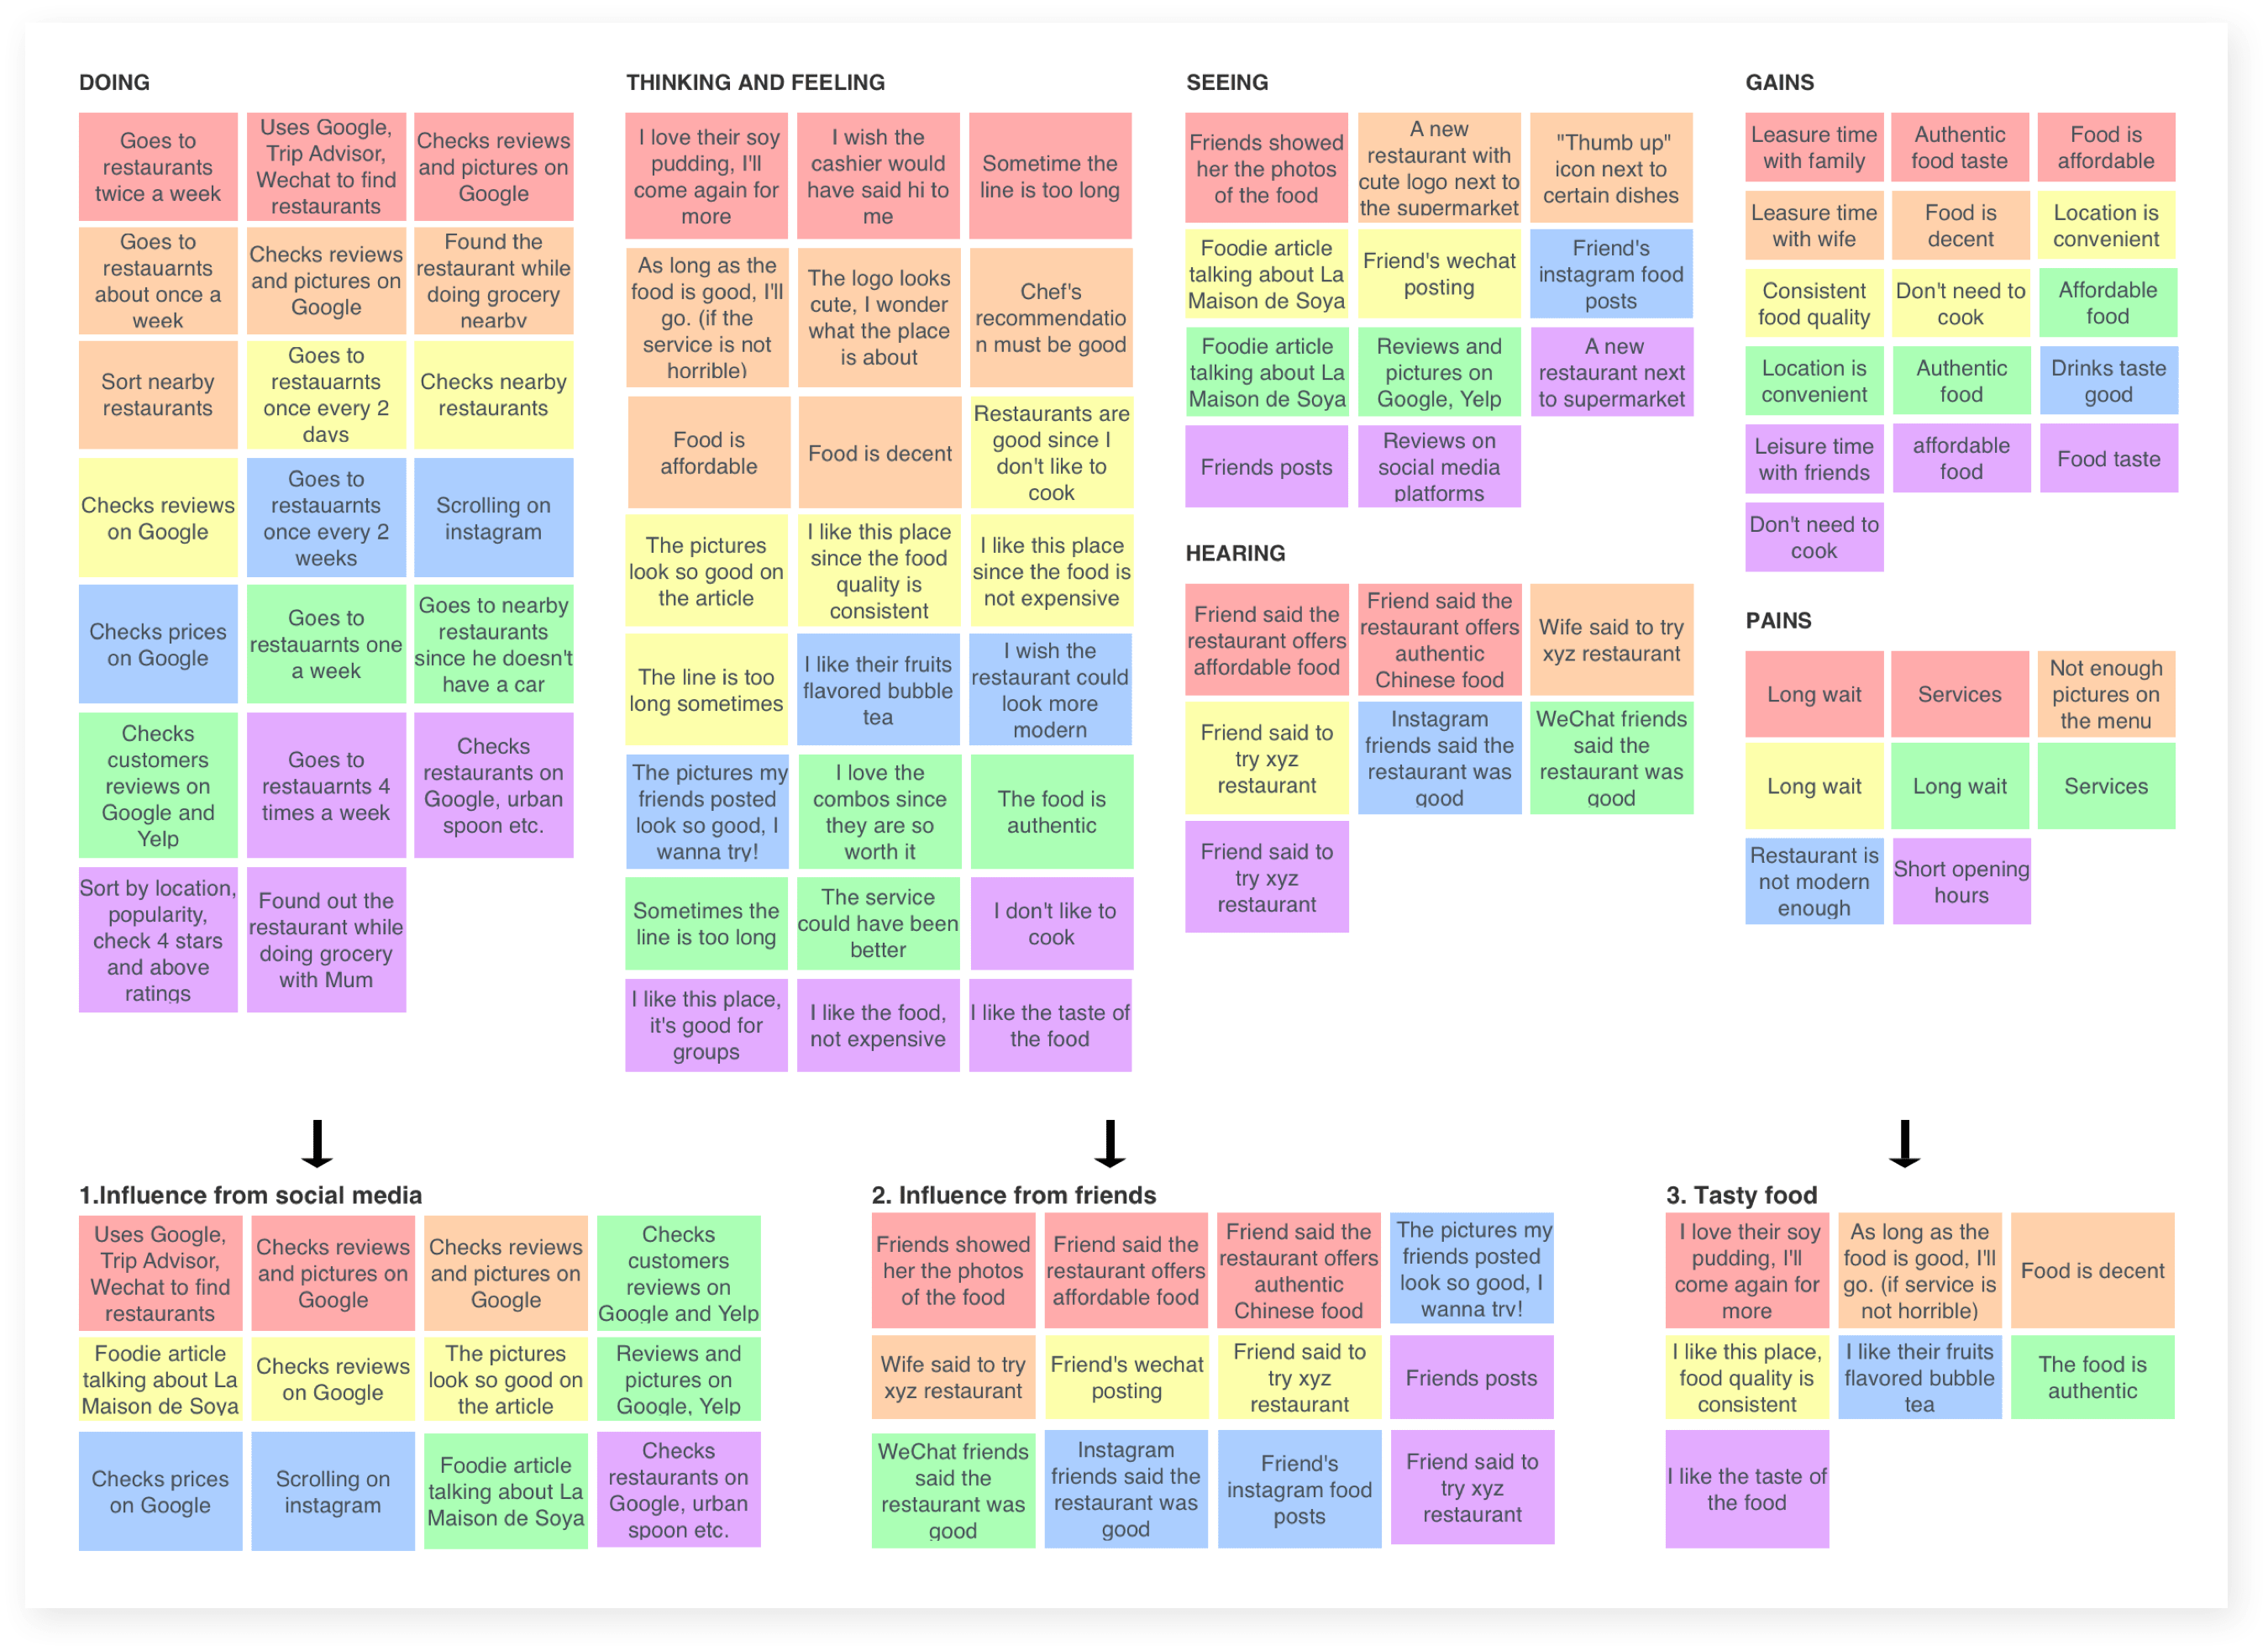 DOING
Goes to
restaurants
twice a week
Uses Google,
Trip Advisor,
Wechat to find
restaurants
Checks reviews
and pictures on
Google
Goes to
restauarnts
about once a
week
Checks reviews
and pictures on
Google
Found the
restaurant while
doing grocery
nearby
Sort nearby
restaurants
Goes to
restauarnts
once every 2
days
Checks nearby
restaurants
Checks reviews
on Google
Goes to
restauarnts
once every 2
weeks
Scrolling on
instagram
Checks prices
on Google
Goes to
restauarnts one
a week
Goes to nearby
restaurants
since he doesn't
have a car
Checks
customers
reviews on
Google and
Yelp
Goes to
restauarnts 4
times a week
Checks
restaurants on
Google, urban
spoon etc.
Sort by location,
popularity,
check 4 stars
and above
ratings
Found out the
restaurant while
doing grocery
with Mum
THINKING AND FEELING
I love their soy
pudding, I'll
come again for
more
I wish the
cashier would
have said hi to
me
Sometime the
line is too long
As long as the
food is good, I'll
go. (if the
service is not
horrible)
The logo looks
cute, I wonder
what the place
is about
Chef's
recommendatio
n must be good
Food is
affordable
Food is decent
Restaurants are
good since I
don't like to
cook
The pictures
look so good on
the article
I like this place
since the food
quality is
consistent
I like this place
since the food is
not expensive
The line is too
long sometimes
I like their fruits
flavored bubble
tea
I wish the
restaurant could
look more
modern
The pictures my
friends posted
look so good, I
wanna try!
I love the
combos since
they are so
worth it
The food is
authentic
Sometimes the
line is too long
The service
could have been
better
I don't like to
cook
I like this place,
it's good for
groups
I like the food,
not expensive
I like the taste of
the food
SEEING
Friends showed
her the photos
of the food
A new
restaurant with
cute logo next to
the supermarket
"Thumb up"
icon next to
certain dishes
Foodie article
talking about La
Maison de Soya
Friend's wechat
posting
Friend's
instagram food
posts
Foodie article
talking about La
Maison de Soya
Reviews and
pictures on
Google, Yelp
A new
restaurant next
to supermarket
Friends posts
Reviews on
social media
platforms
HEARING
Friend said the
restaurant offers
affordable food
Friend said the
restaurant offers
authentic
Chinese food
Wife said to try
xyz restaurant
Friend said to
try xyz
restaurant
Instagram
friends said the
restaurant was
good
WeChat friends
said the
restaurant was
good
Friend said to
try xyz
restaurant
GAINS
Leasure time
with family
Authentic
food taste
Food is
affordable
Leasure time
with wife
Food is
decent
Location is
convenient
Consistent
food quality
Don't need to
cook
Affordable
food
Location is
convenient
Authentic
food
Drinks taste
good
Leisure time
with friends
affordable
food
Food taste
Don't need to
cook
PAINS
Long wait
Services
Not enough
pictures on
the menu
Long wait
Long wait
Services
Restaurant is
not modern
enough
Short opening
hours
1.Influence from social media
Uses Google,
Trip Advisor,
Wechat to find
restaurants
Checks reviews
and pictures on
Google
Checks reviews
and pictures on
Google
Checks
customers
reviews on
Google and Yelp
Foodie article
talking about La
Maison de Soya
Checks reviews
on Google
The pictures
look so good on
the article
Reviews and
pictures on
Google, Yelp
Checks prices
on Google
Scrolling on
instagram
Foodie article
talking about La
Maison de Soya
Checks
restaurants on
Google, urban
spoon etc.
2. Influence from friends
Friends showed
her the photos
of the food
Friend said the
restaurant offers
affordable food
Friend said the
restaurant offers
authentic
Chinese food
The pictures my
friends posted
look so good, I
wanna try!
Wife said to try
xyz restaurant
Friend's wechat
posting
Friend said to
try xyz
restaurant
Friends posts
WeChat friends
said the
restaurant was
good
Instagram
friends said the
restaurant was
good
Friend's
instagram food
posts
Friend said to
try xyz
restaurant
3. Tasty food
I love their soy
pudding, I'll
come again for
more
As long as the
food is good, I'll
go. (if service is
not horrible)
Food is decent
I like this place,
food quality is
consistent
I like their fruits
flavored bubble
tea
The food is
authentic
I like the taste of
the food